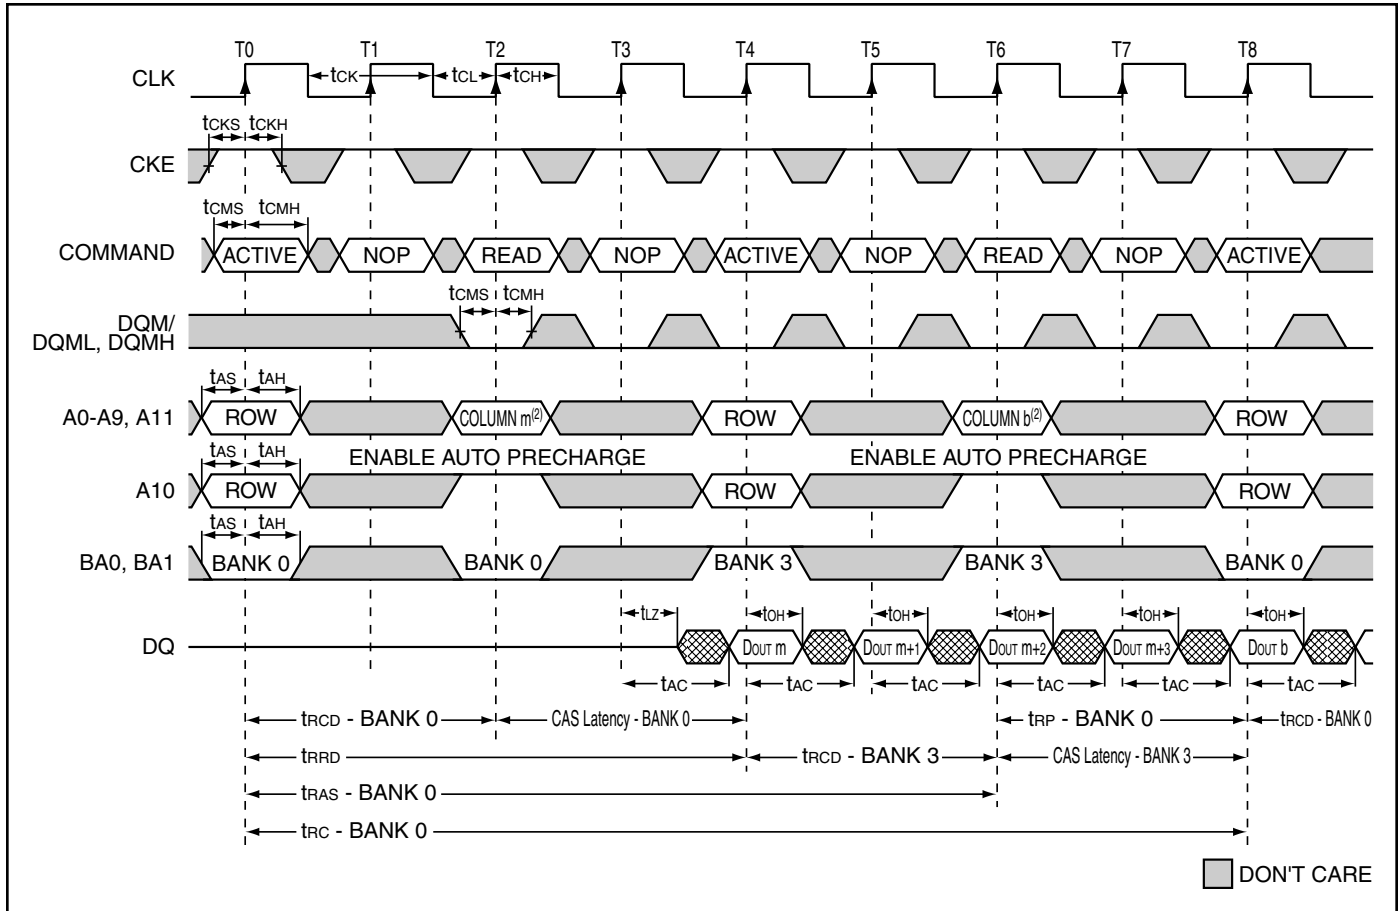 T0 T1 T2 T3 T4 T5 T6 T7 T8
CLK
tCK tCL tCH
tCKS tCKH
CKE
tCMS tCMH
COMMAND ACTIVE NOP READ NOP ACTIVE NOP READ NOP ACTIVE
tCMS tCMH
DQM/
DQML, DQMH
tAS tAH
A0-A9, A11 ROW COLUMN m(2) ROW COLUMN b(2) ROW
tAS tAH ENABLE AUTO PRECHARGE ENABLE AUTO PRECHARGE
A10 ROW ROW ROW
tAS tAH
BA0, BA1 BANK 0 BANK 0 BANK 3 BANK 3 BANK 0
tLZ tOH tOH tOH tOH tOH
DQ DOUT m DOUT m+1 DOUT m+2 DOUT m+3 DOUT b
tAC tAC tAC tAC tAC tAC
tRCD - BANK 0 CAS Latency - BANK 0 tRP - BANK 0 tRCD - BANK 0
tRRD tRCD - BANK 3 CAS Latency - BANK 3
tRAS - BANK 0
tRC - BANK 0
DON'T CARE